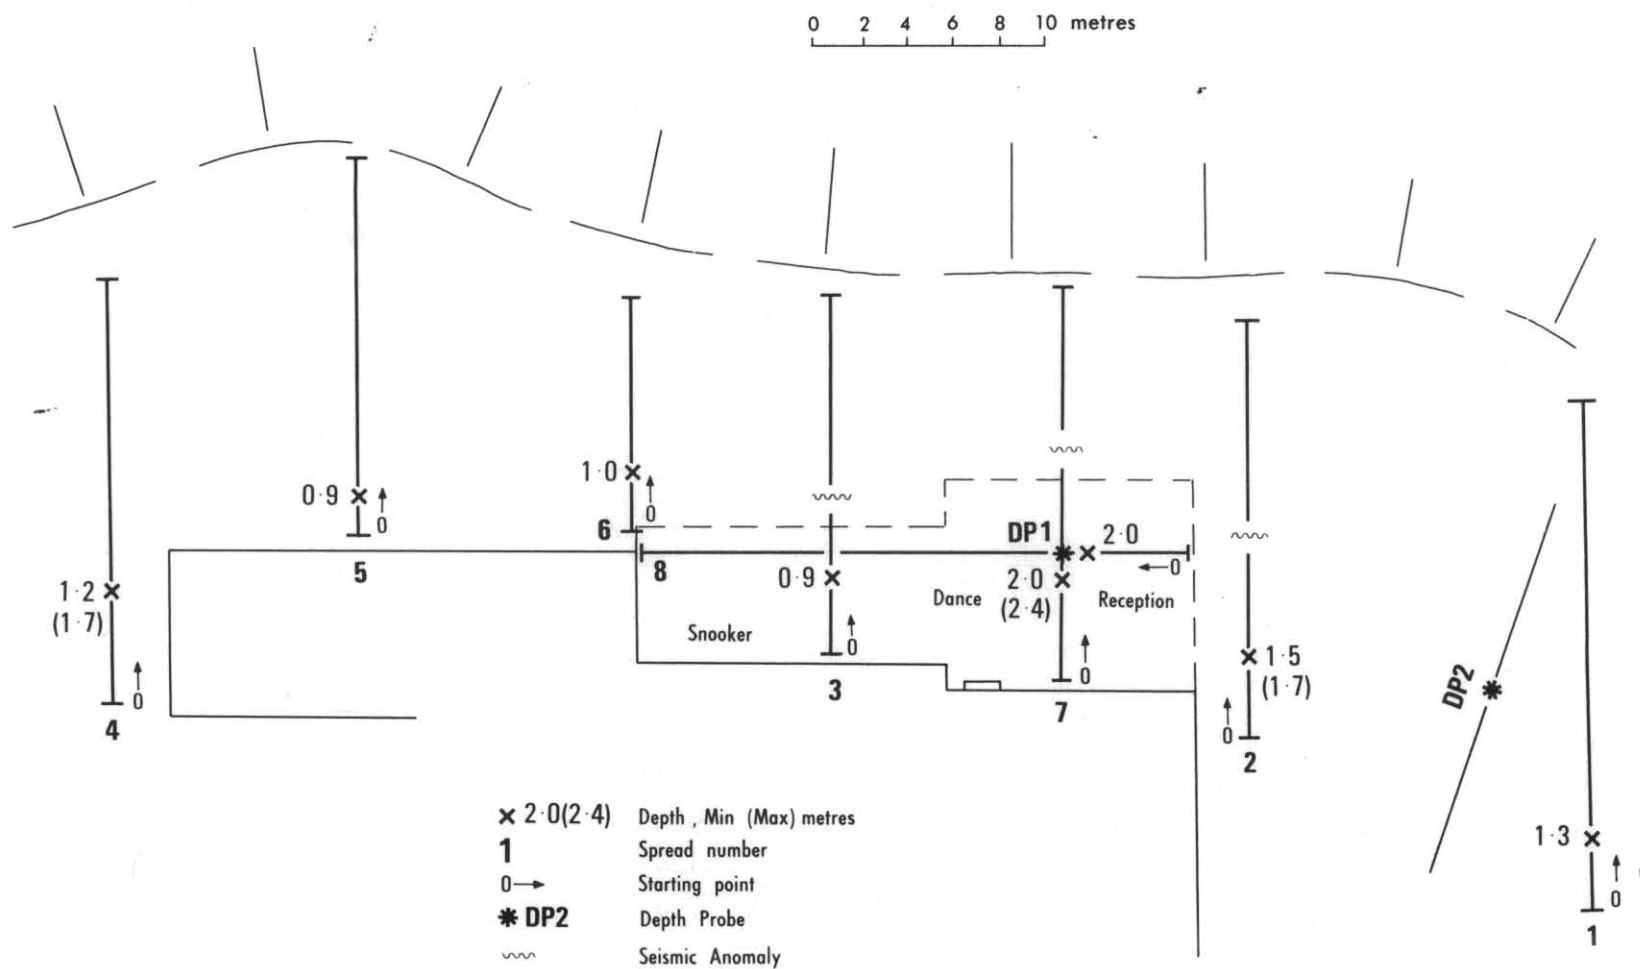 0 2 4 6 8 10 metres
1·0
0·9
0
0
6
DP1
2·0
5
8
0
0·9
2·0
(2·4)
1·2
(1·7)
Dance
Reception
Snooker
0
0
1·5
(1·7)
0
4
3
7
0
2
DP2
1·3
0
1
× 2·0(2·4) Depth , Min (Max) metres
1 Spread number
0→ Starting point
✱ DP2 Depth Probe
Seismic Anomaly